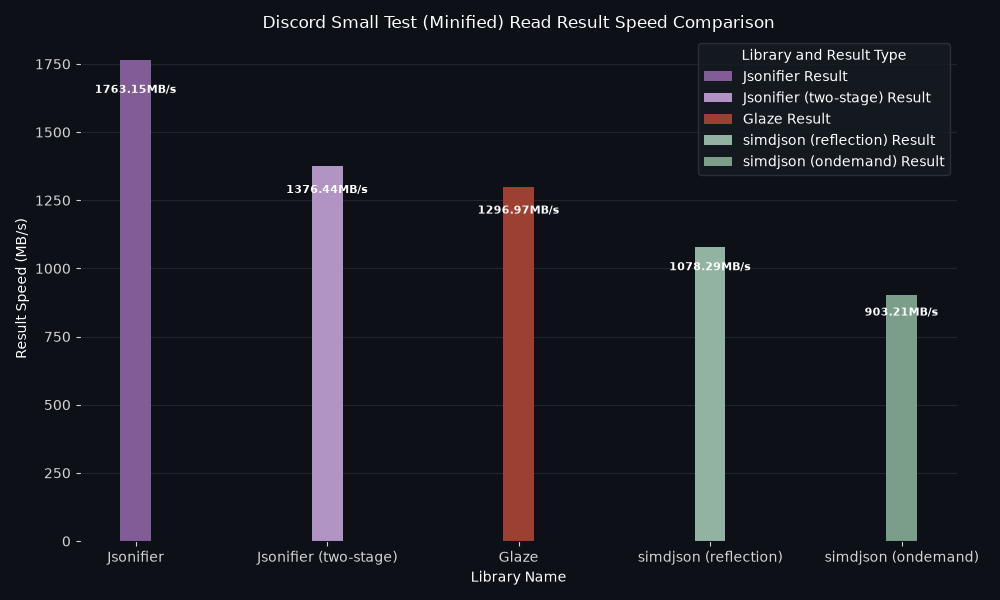 Discord Small Test (Minified) Read Result Speed Comparison
Library and Result Type
Jsonifier Result
Jsonifier (two-stage) Result
Glaze Result
simdjson (reflection) Result
simdjson (ondemand) Result
Result Speed (MB/s)
1750
1500
1250
1000
750
500
250
0
1763.15MB/s
1376.44MB/s
1296.97MB/s
1078.29MB/s
903.21MB/s
Jsonifier
Jsonifier (two-stage)
Glaze
simdjson (reflection)
simdjson (ondemand)
Library Name